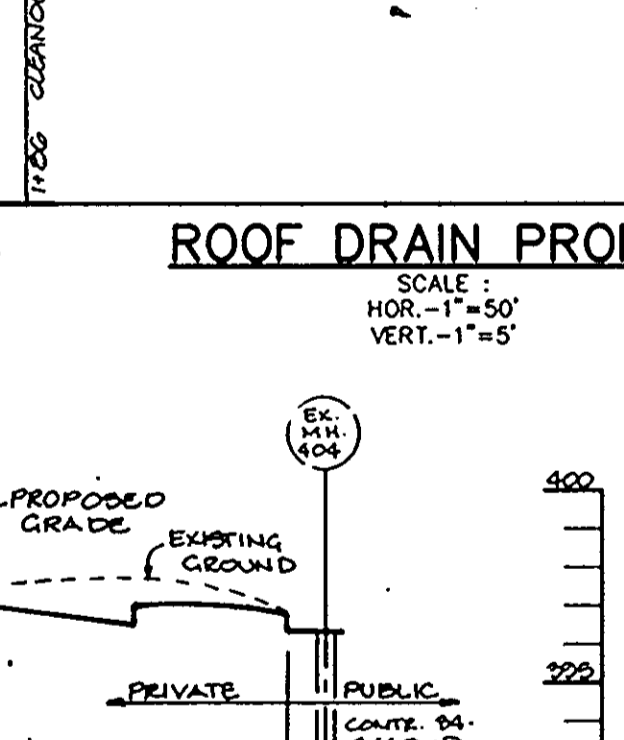 1+86 CLEANO
ROOF DRAIN PRO
SCALE :
HOR.-1"=50'
VERT.-1"=5'
EX.
MH.
404
400
PROPOSED
GRADE
EXISTING
GROUND
395
PRIVATE
PUBLIC
CONTR. 84-